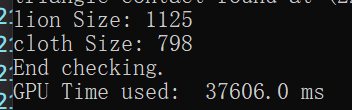 lion Size: 1125
cloth Size: 798
End checking.
GPU Time used:  37606.0 ms